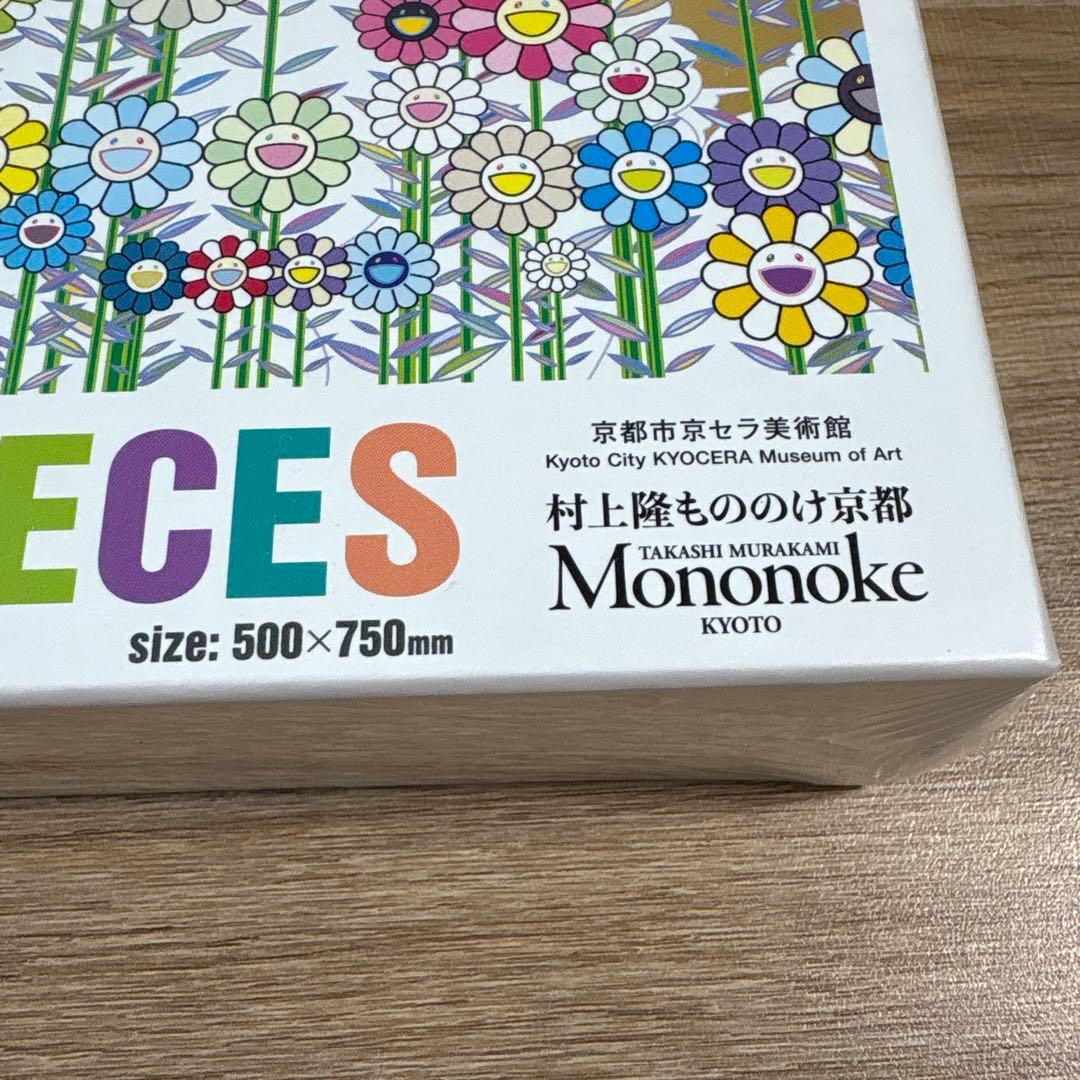 ECES
size: 500×750mm
京都市京セラ美術館
Kyoto City KYOCERA Museum of Art
村上隆もののけ京都
TAKASHI MURAKAMI
Mononoke
KYOTO